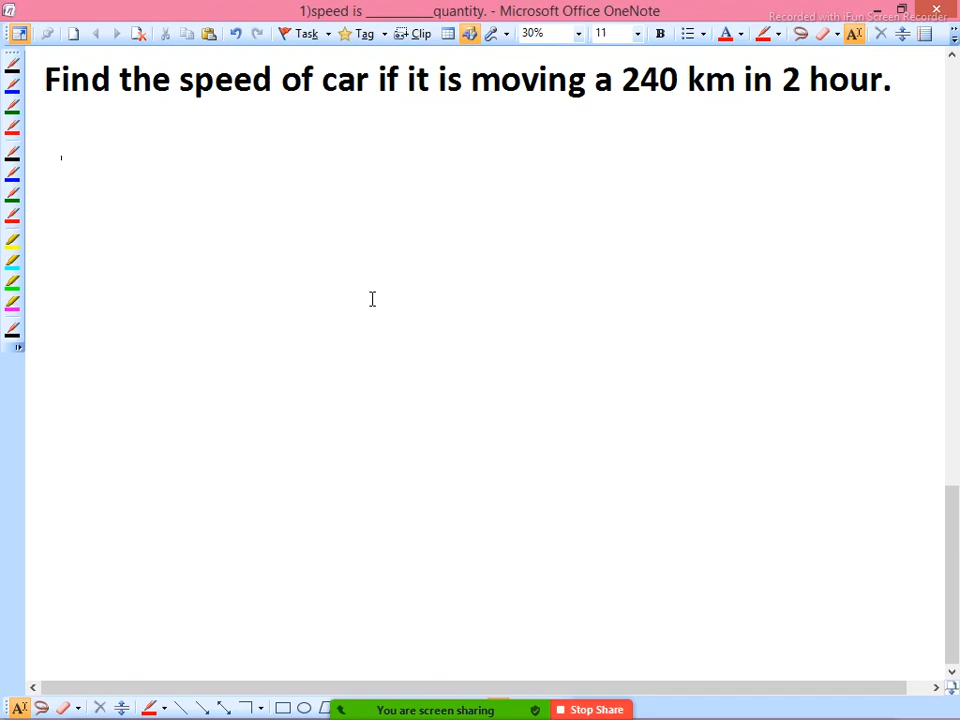 1)speed is __________quantity. - Microsoft Office OneNote
Recorded with iFun Screen Recorder
Task Tag Clip 30% 11 B A A
Find the speed of car if it is moving a 240 km in 2 hour.
A You are screen sharing Stop Share